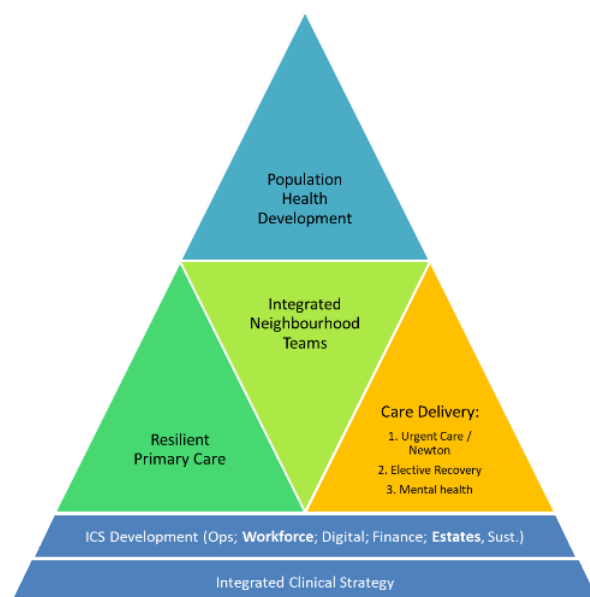 Population
Health
Development
Integrated
Neighbourhood
Teams
Resilient
Primary Care
Care Delivery:
1. Urgent Care /
Newton
2. Elective Recovery
3. Mental health
ICS Development (Ops; Workforce; Digital; Finance; Estates, Sust.)
Integrated Clinical Strategy